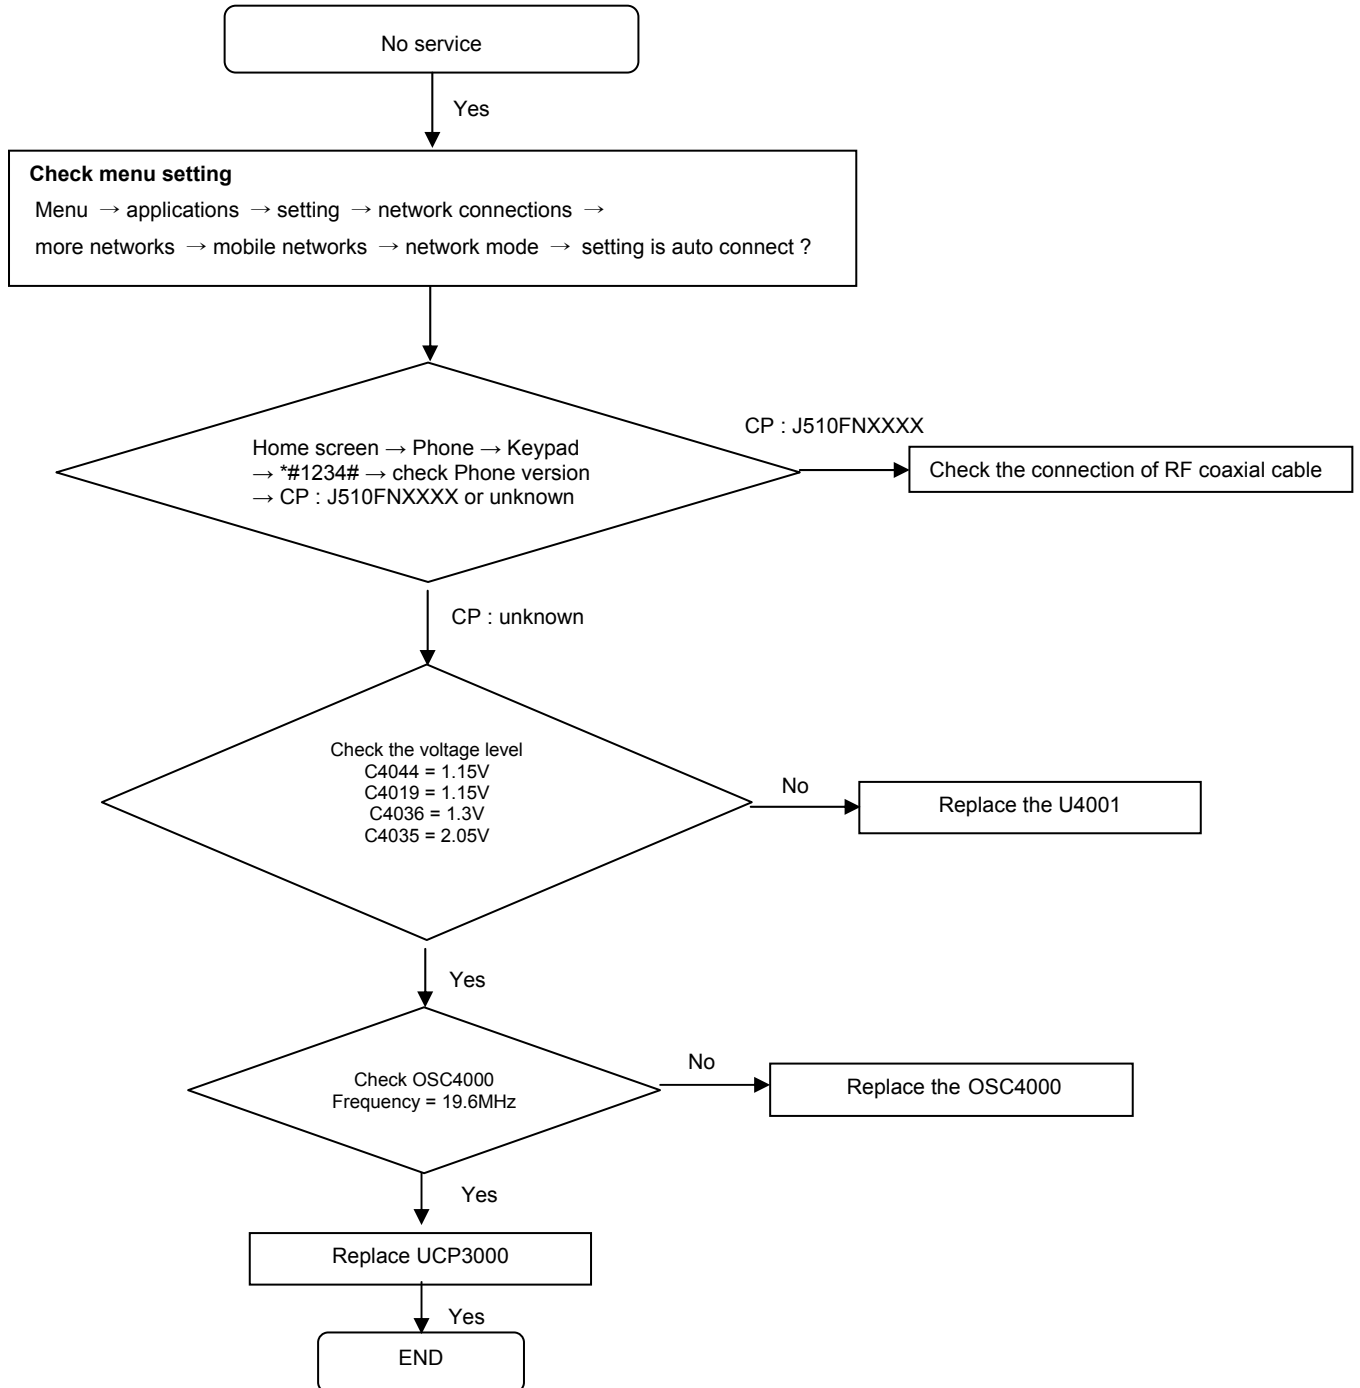 No service
Yes
Check menu setting
Menu → applications → setting → network connections →
more networks → mobile networks → network mode → setting is auto connect ?
CP : J510FNXXXX
Home screen → Phone → Keypad
→ *#1234# → check Phone version
→ CP : J510FNXXXX or unknown
Check the connection of RF coaxial cable
CP : unknown
Check the voltage level
C4044 = 1.15V
C4019 = 1.15V
C4036 = 1.3V
C4035 = 2.05V
No
Replace the U4001
Yes
Check OSC4000
Frequency = 19.6MHz
No
Replace the OSC4000
Yes
Replace UCP3000
Yes
END